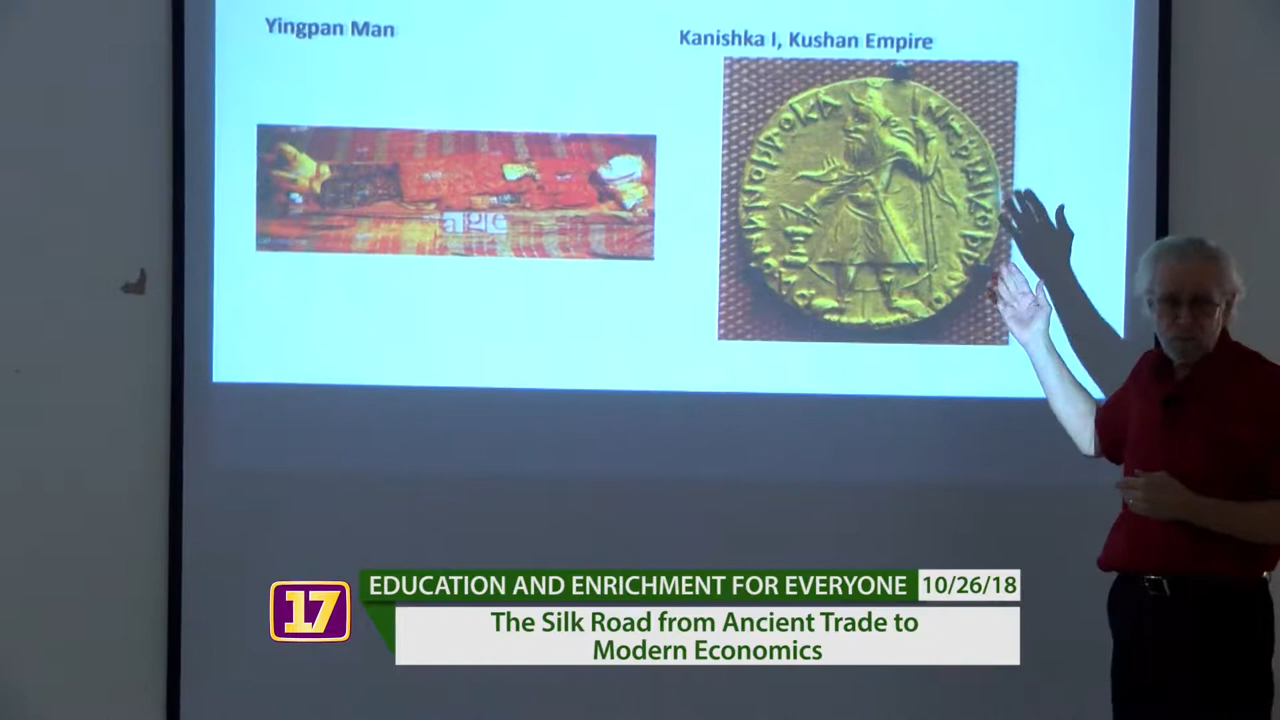 Yingpan Man
Kanishka I, Kushan Empire
age
17
EDUCATION AND ENRICHMENT FOR EVERYONE
10/26/18
The Silk Road from Ancient Trade to
Modern Economics